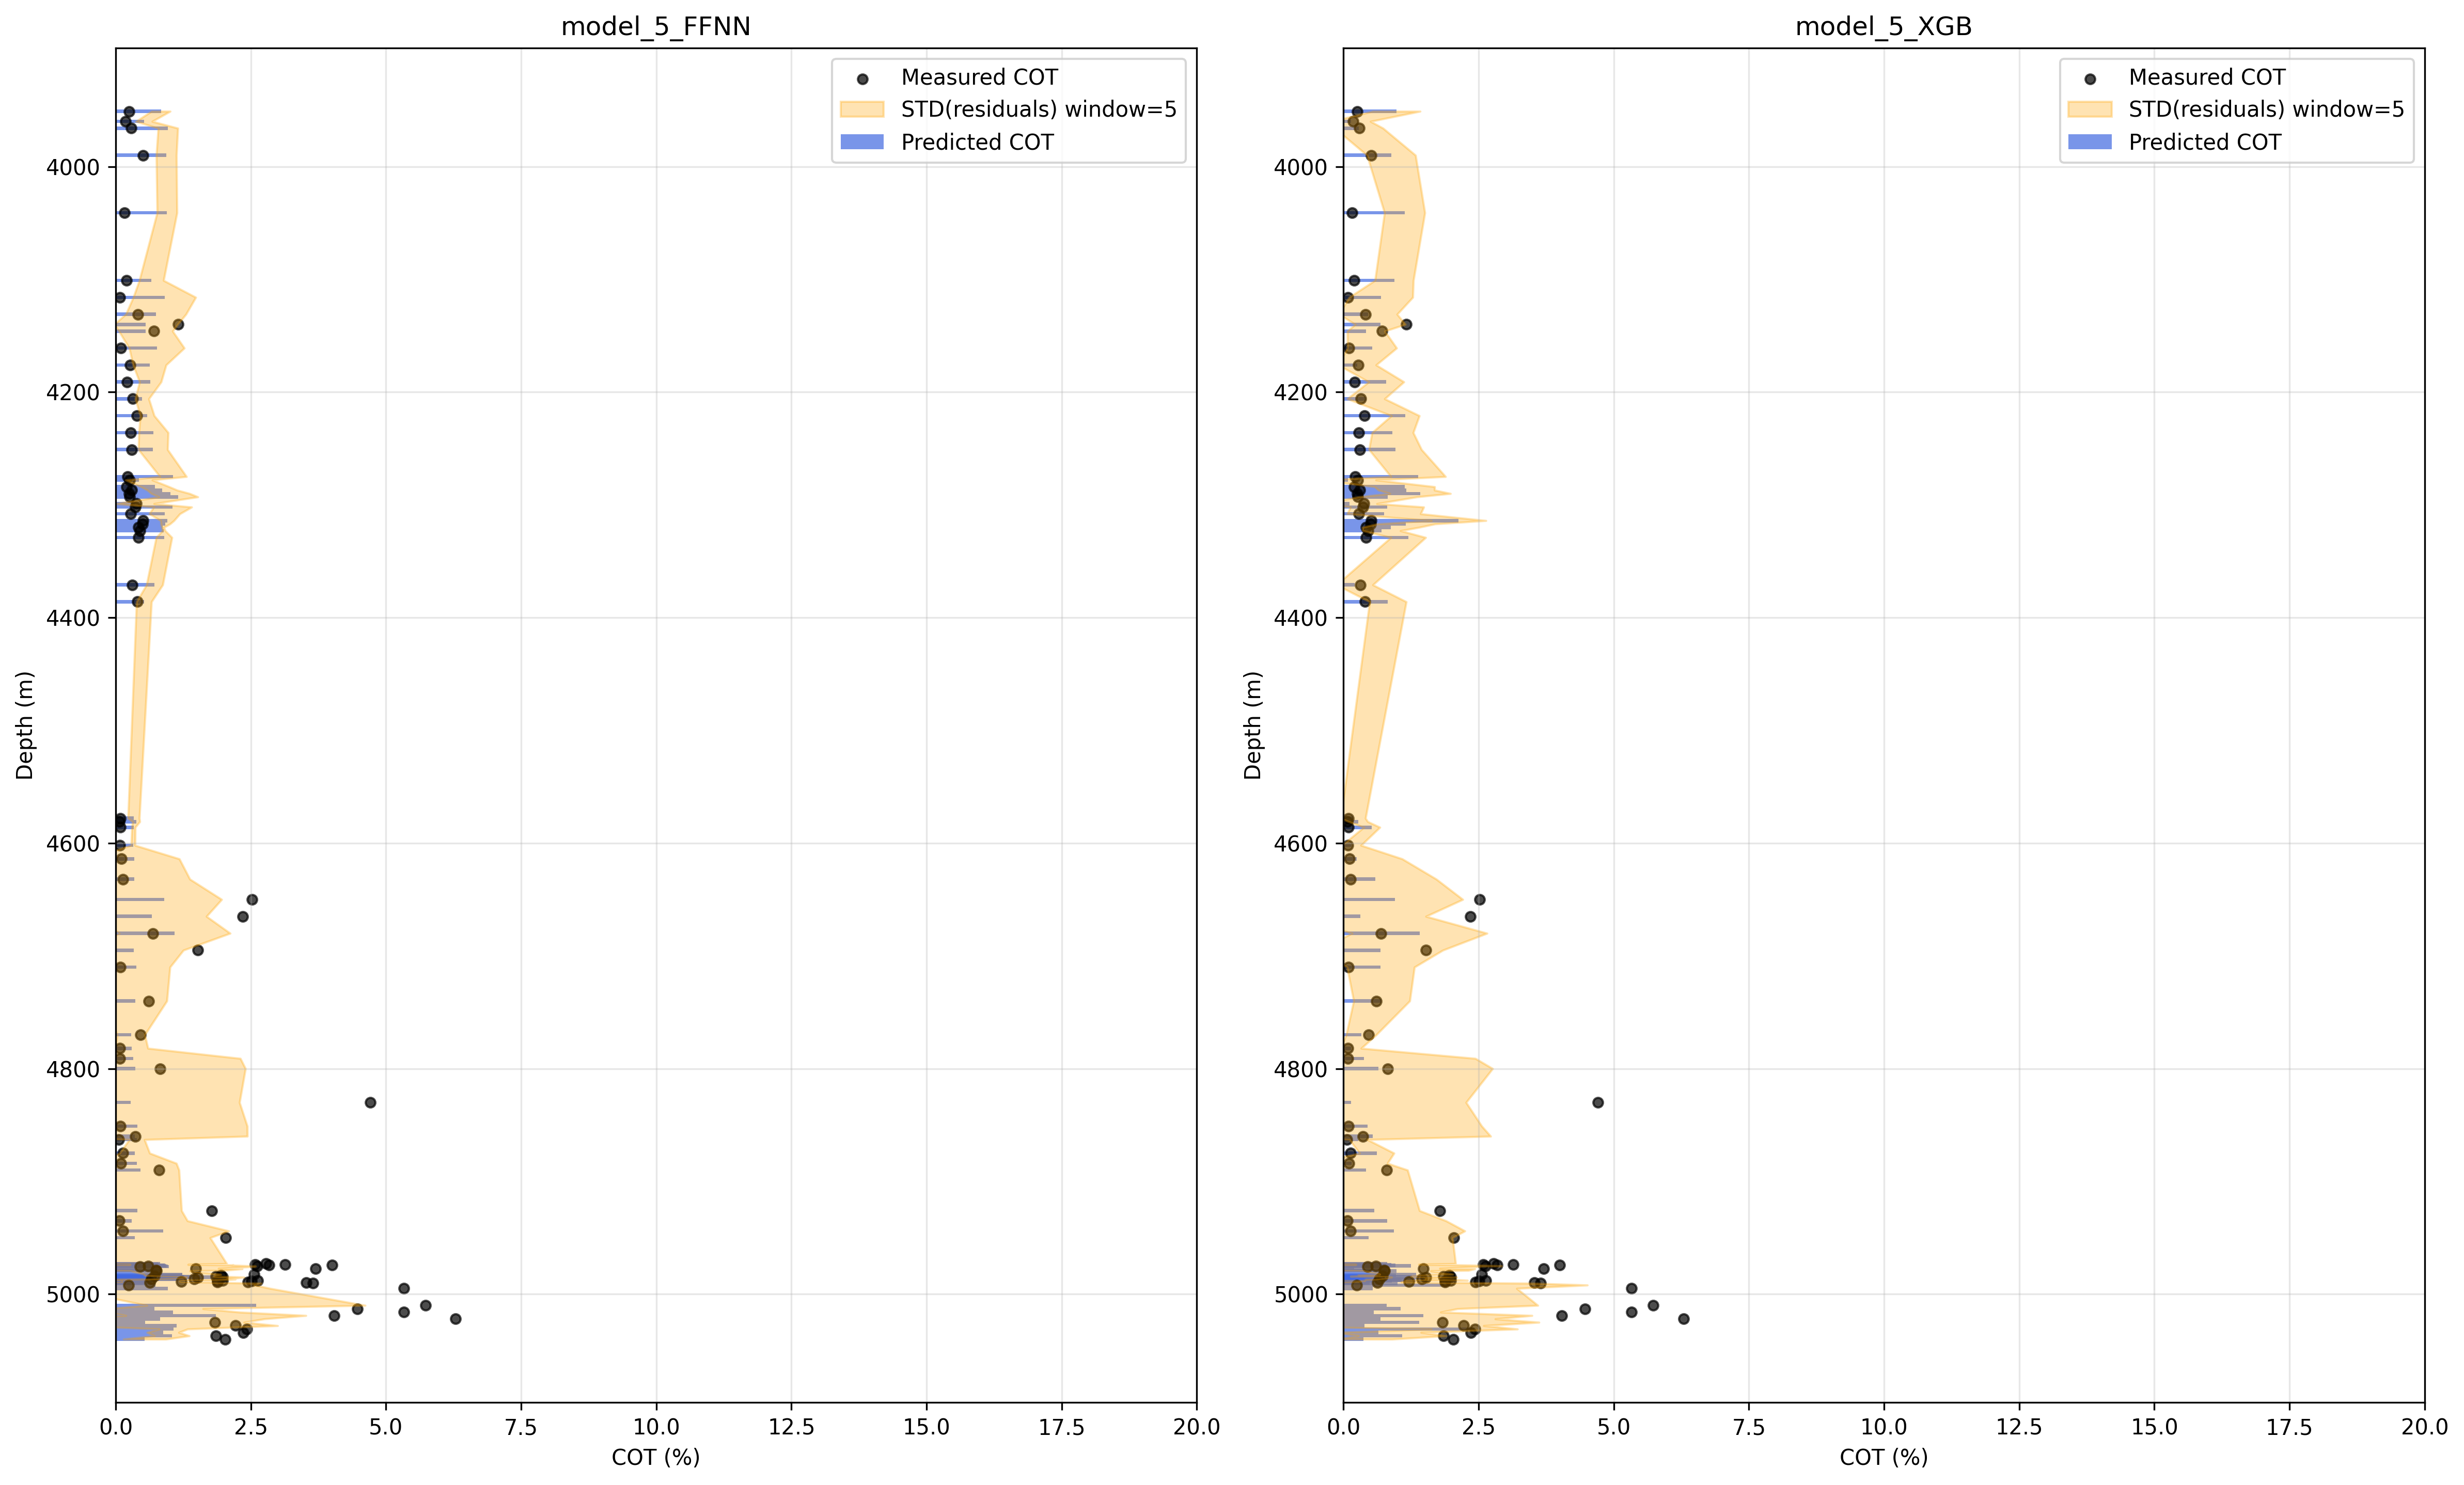 model_5_FFNN
Measured COT
STD(residuals) window=5
Predicted COT
4000
4200
4400
4600
4800
5000
Depth (m)
0.0 2.5 5.0 7.5 10.0 12.5 15.0 17.5 20.0
COT (%)
model_5_XGB
Measured COT
STD(residuals) window=5
Predicted COT
4000
4200
4400
4600
4800
5000
Depth (m)
0.0 2.5 5.0 7.5 10.0 12.5 15.0 17.5 20.0
COT (%)